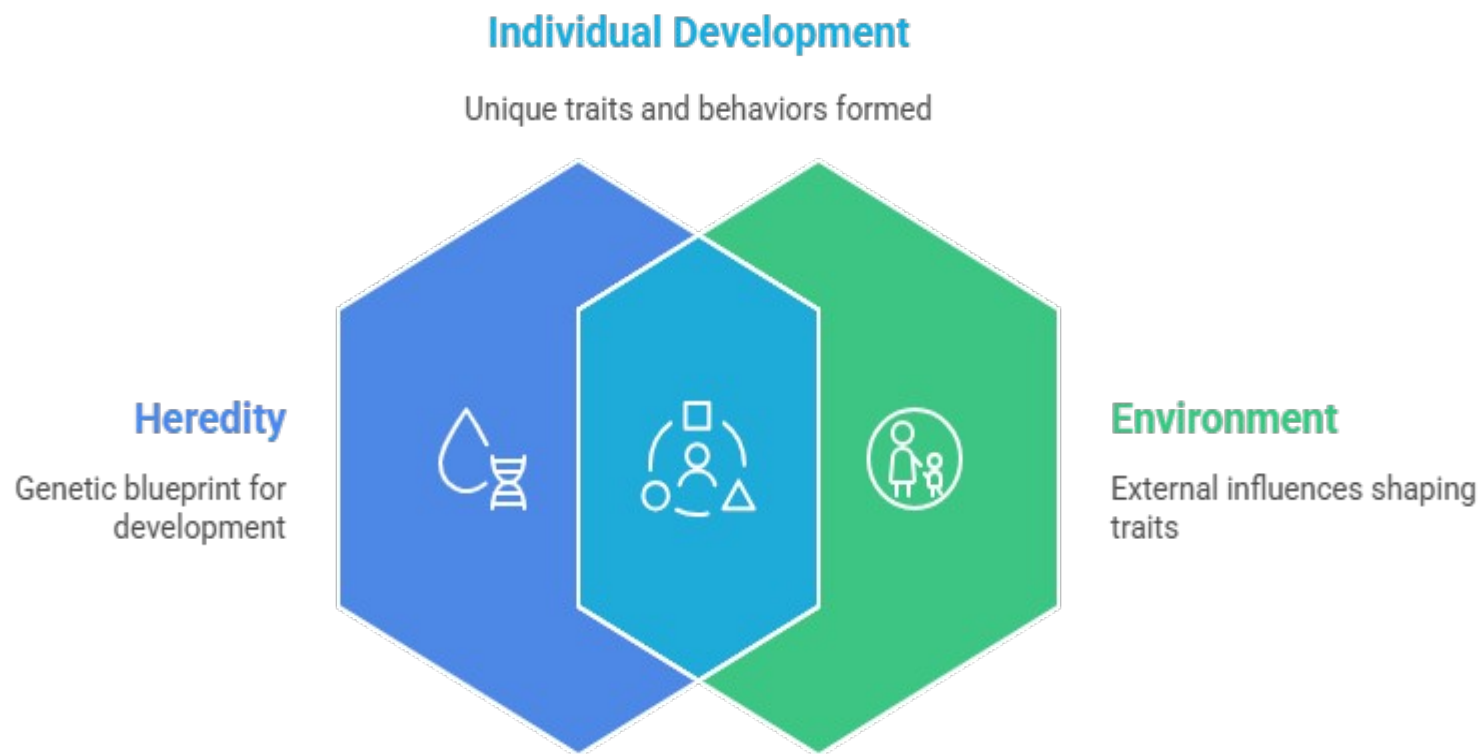 Individual Development
Unique traits and behaviors formed
Heredity
Genetic blueprint for
development
Environment
External influences shaping
traits